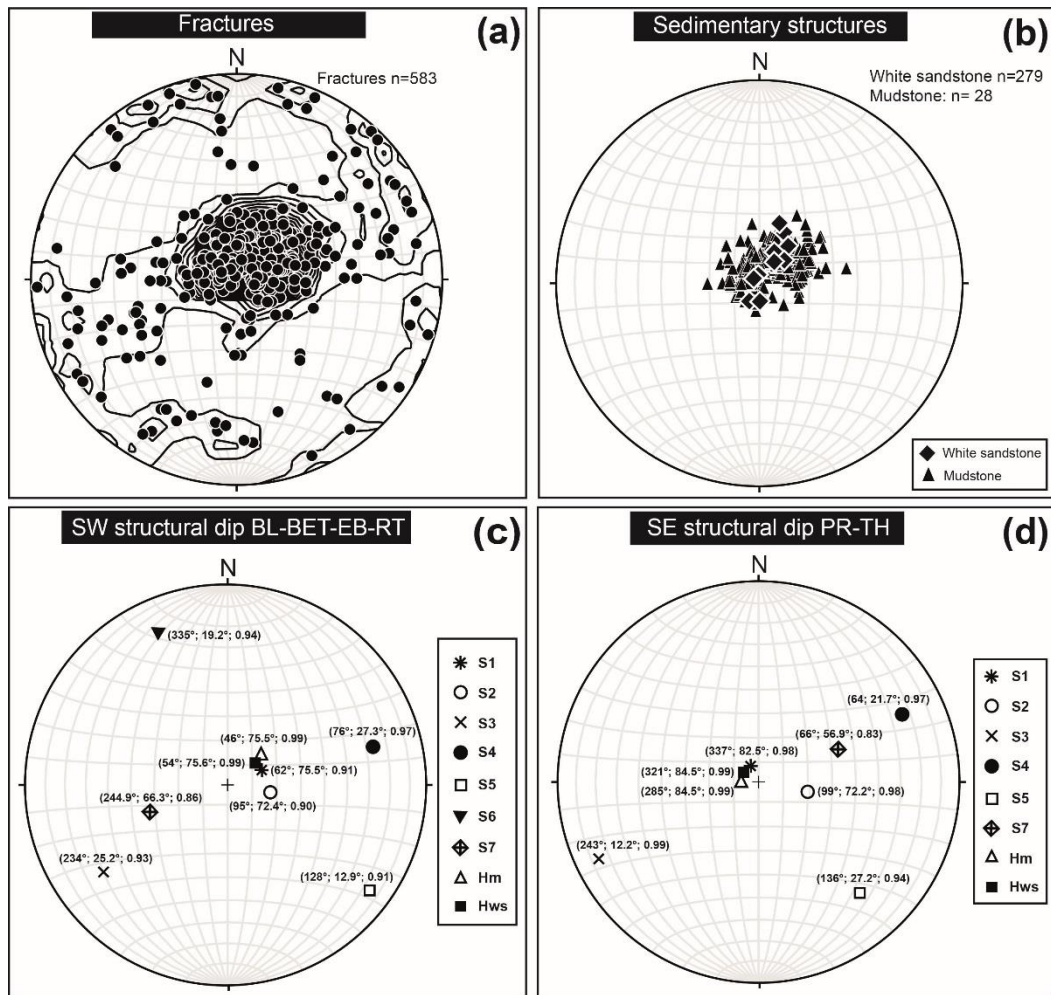 Fractures
(a)
N
Fractures n=583
Sedimentary structures
(b)
N
White sandstone n=279
Mudstone: n= 28
White sandstone
Mudstone
SW structural dip BL-BET-EB-RT
(c)
N
(335°; 19.2°; 0.94)
(76°; 27.3°; 0.97)
(46°; 75.5°; 0.99)
(54°; 75.6°; 0.99)
(62°; 75.5°; 0.91)
(95°; 72.4°; 0.90)
(244.9°; 66.3°; 0.86)
(234°; 25.2°; 0.93)
(128°; 12.9°; 0.91)
S1
S2
S3
S4
S5
S6
S7
Hm
Hws
SE structural dip PR-TH
(d)
N
(64; 21.7°; 0.97)
(66°; 56.9°; 0.83)
(337°; 82.5°; 0.98)
(321°; 84.5°; 0.99)
(285°; 84.5°; 0.99)
(99°; 72.2°; 0.98)
(243°; 12.2°; 0.99)
(136°; 27.2°; 0.94)
S1
S2
S3
S4
S5
S7
Hm
Hws